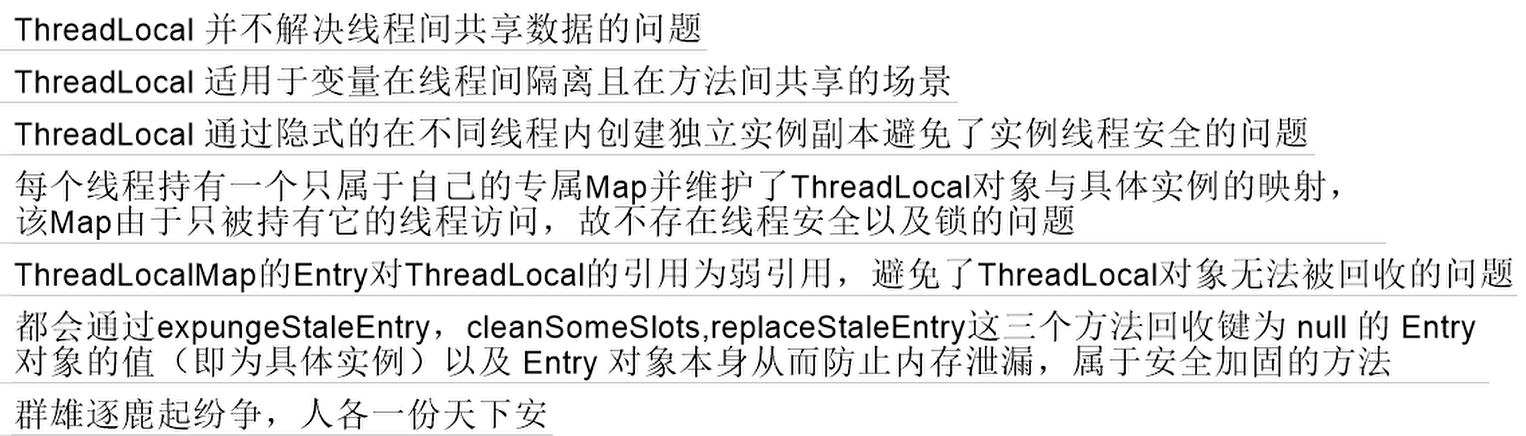 ThreadLocal 并不解决线程间共享数据的问题
ThreadLocal 适用于变量在线程间隔离且在方法间共享的场景
ThreadLocal 通过隐式的在不同线程内创建独立实例副本避免了实例线程安全的问题
每个线程持有一个只属于自己的专属Map并维护了ThreadLocal对象与具体实例的映射，
该Map由于只被持有它的线程访问，故不存在线程安全以及锁的问题
ThreadLocalMap的Entry对ThreadLocal的引用为弱引用，避免了ThreadLocal对象无法被回收的问题
都会通过expungeStaleEntry，cleanSomeSlots,replaceStaleEntry这三个方法回收键为 null 的 Entry
对象的值（即为具体实例）以及 Entry 对象本身从而防止内存泄漏，属于安全加固的方法
群雄逐鹿起纷争，人各一份天下安